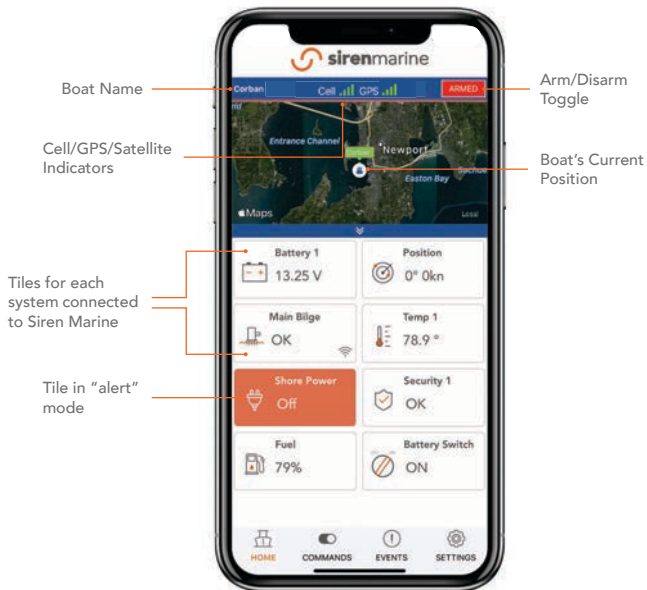 sirenmarine
Boat Name
Corban
Cell GPS
ARMED
Arm/Disarm
Toggle
Cell/GPS/Satellite
Indicators
Entrance Channel
Corban
Newport
Easton Bay
Boat's Current
Position
Maps
Tiles for each
system connected
to Siren Marine
Battery 1
13.25 V
Position
0° 0kn
Main Bilge
OK
Temp 1
78.9 °
Tile in "alert"
mode
Shore Power
Off
Security 1
OK
Fuel
79%
Battery Switch
ON
HOME
COMMANDS
EVENTS
SETTINGS